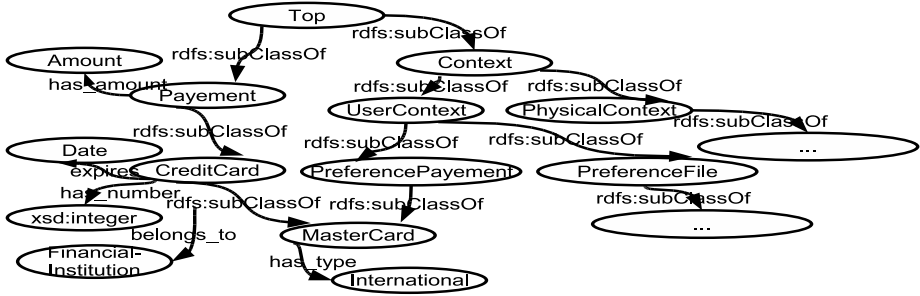 Top
rdfs:subClassOf
rdfs:subClassOf
Amount
Context
has_amount
Payement
rdfs:subClassOf
rdfs:subClassOf
UserContext
PhysicalContext
rdfs:subClassOf
rdfs:subClassOf
rdfs:subClassOf
rdfs:subClassOf
Date
...
expires
CreditCard
PreferencePayement
PreferenceFile
has_number
rdfs:subClassOf
rdfs:subClassOf
rdfs:subClassOf
xsd:integer
...
belongs_to
MasterCard
Financial-
Institution
has_type
International